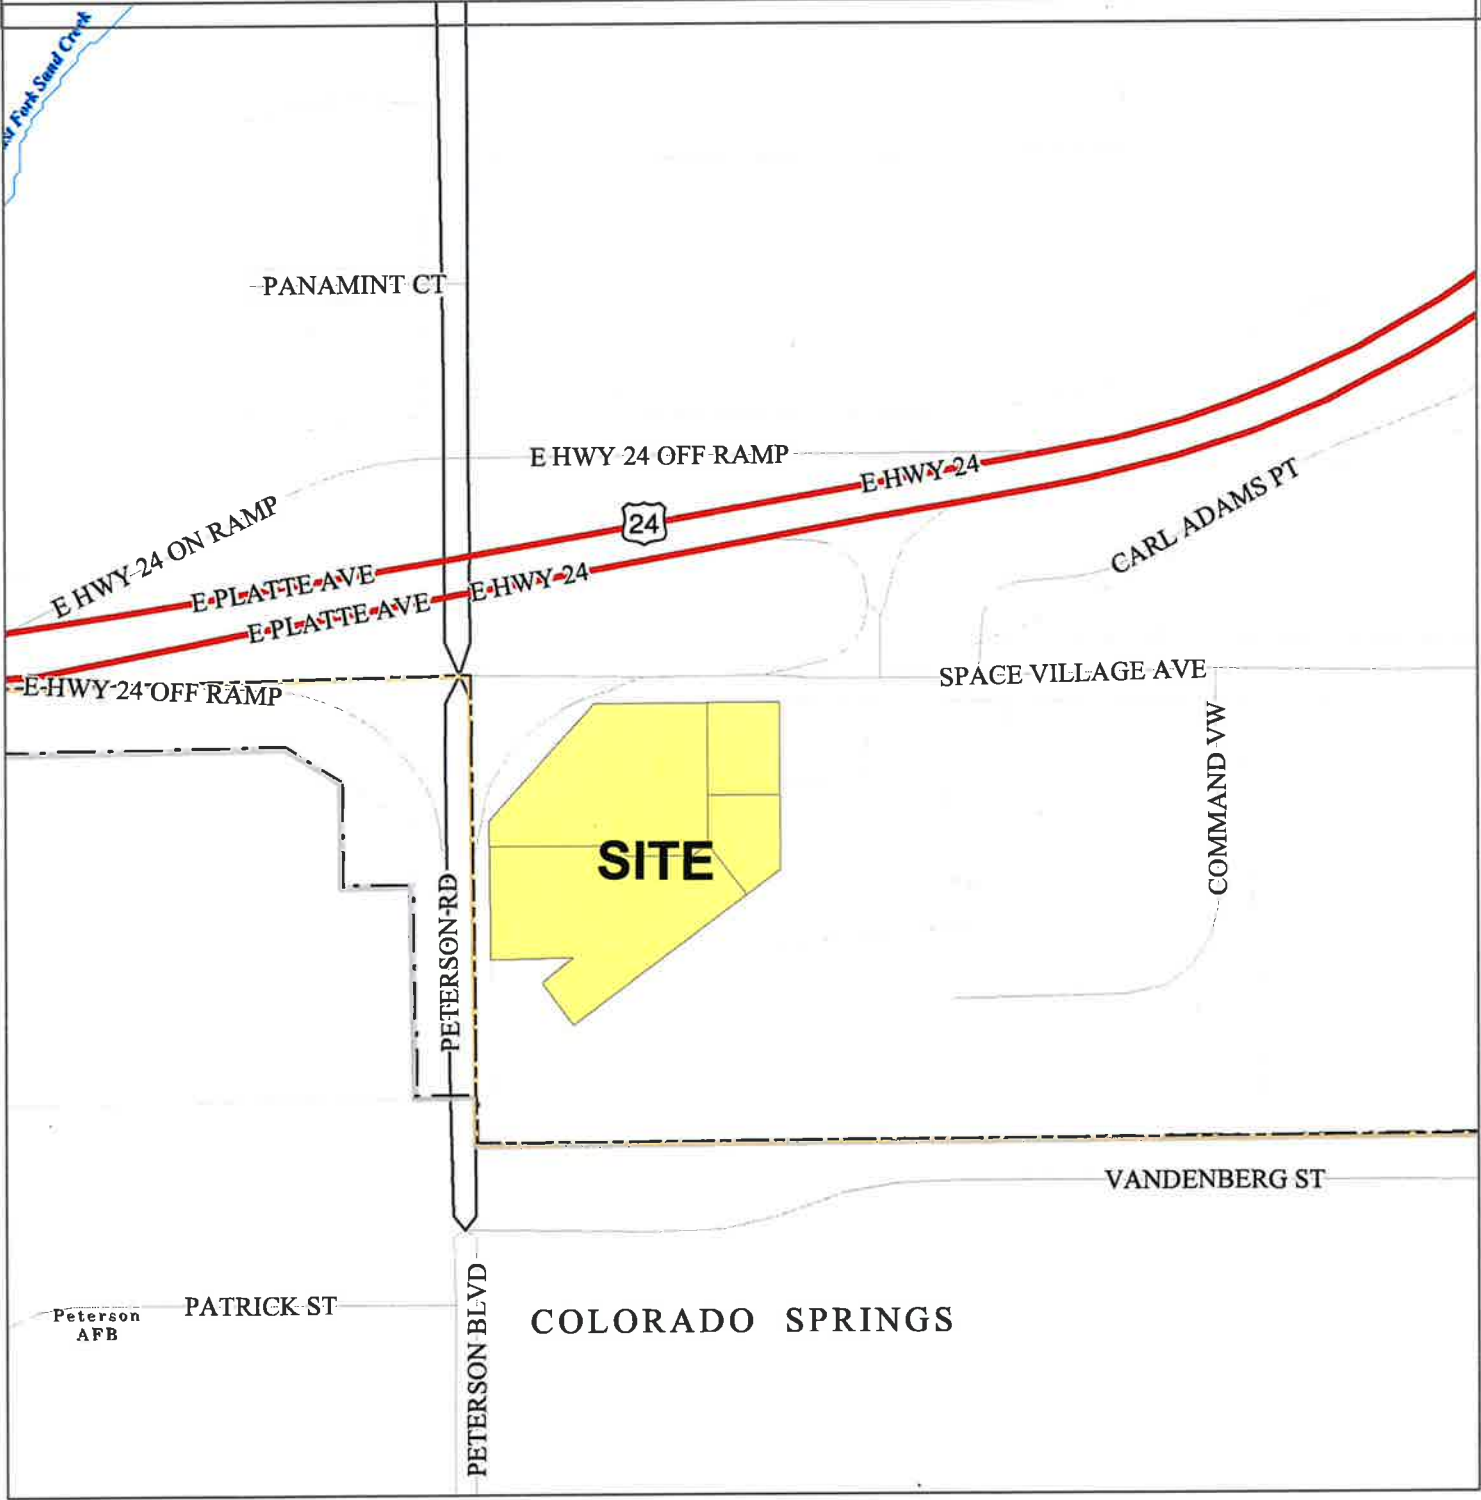 Fork Sand Creek
PANAMINT CT
E HWY 24 OFF RAMP
E HWY 24
24
E HWY 24 ON RAMP
CARL ADAMS PT
E PLATTE AVE
E HWY 24
E PLATTE AVE
SPACE VILLAGE AVE
E HWY 24 OFF RAMP
COMMAND VW
SITE
PETERSON RD
VANDENBERG ST
Peterson
AFB
PATRICK ST
PETERSON BLVD
COLORADO SPRINGS